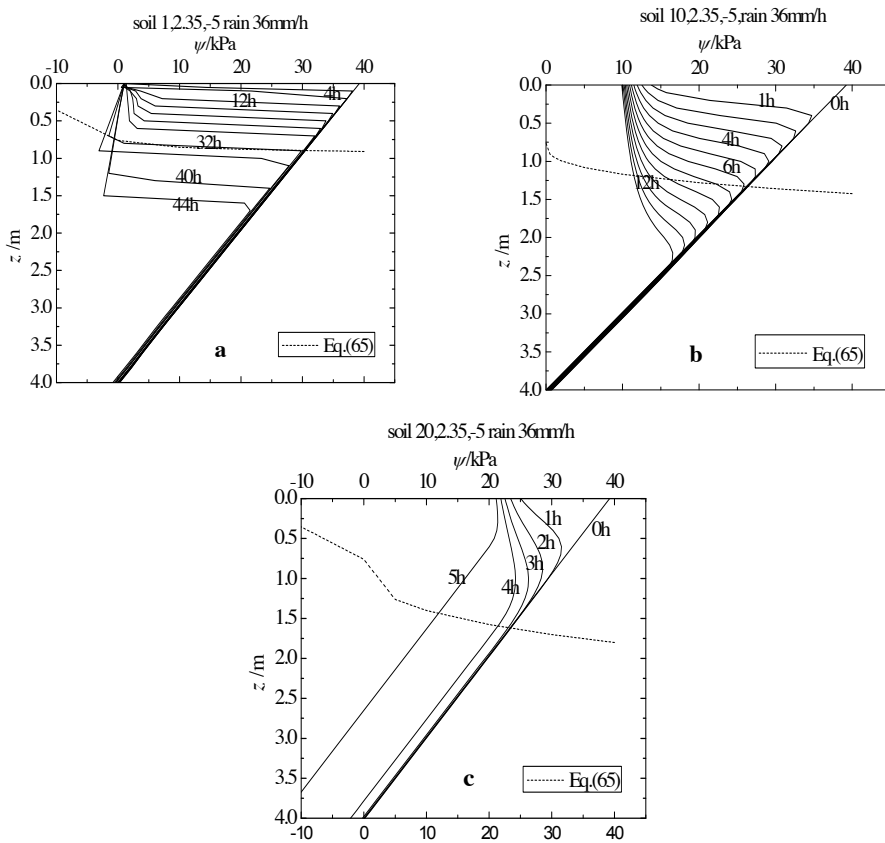 soil 1,2.35,-5 rain 36mm/h
ψ/kPa
-10 0 10 20 30 40
0.0
0.5
1.0
1.5
2.0
2.5
3.0
3.5
4.0
z /m
4h
12h
32h
40h
44h
a
Eq.(65)
soil 10,2.35,-5,rain 36mm/h
ψ/kPa
0 10 20 30 40
0.0
0.5
1.0
1.5
2.0
2.5
3.0
3.5
4.0
z /m
0h
1h
4h
6h
12h
b
Eq.(65)
soil 20,2.35,-5 rain 36mm/h
ψ/kPa
-10 0 10 20 30 40
0.0
0.5
1.0
1.5
2.0
2.5
3.0
3.5
4.0
z /m
1h
0h
2h
3h
4h
5h
c
Eq.(65)
-10 0 10 20 30 40